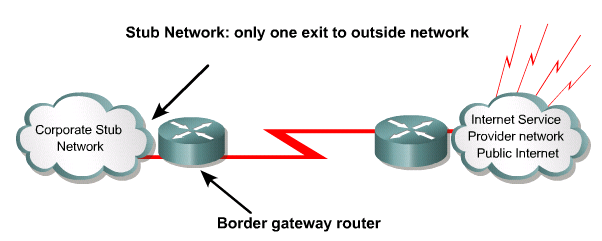 Stub Network: only one exit to outside network
Corporate Stub
Network
Internet Service
Provider network
Public Internet
Border gateway router